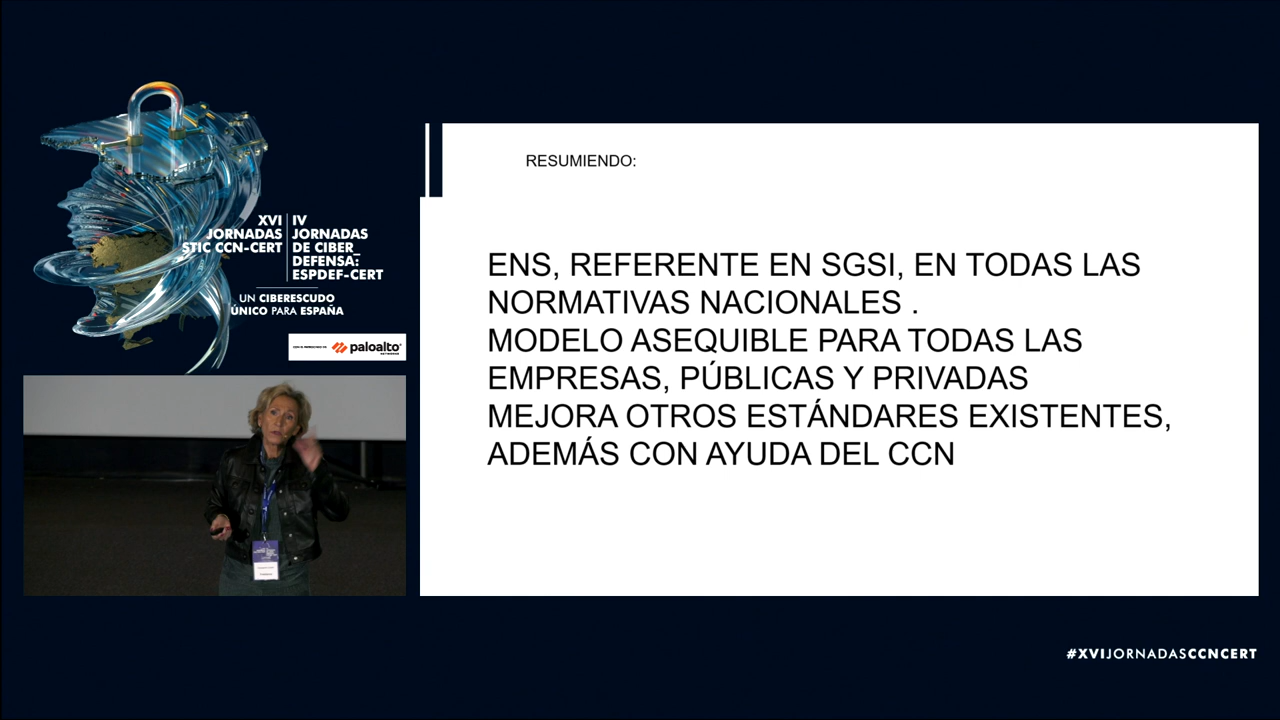 XVI
JORNADAS
STIC CCN-CERT
IV
JORNADAS
DE CIBER
DEFENSA:
ESPDEF-CERT
UN CIBERESCUDO
ÚNICO PARA ESPAÑA
paloalto
NETWORKS
RESUMIENDO:
ENS, REFERENTE EN SGSI, EN TODAS LAS
NORMATIVAS NACIONALES .
MODELO ASEQUIBLE PARA TODAS LAS
EMPRESAS, PÚBLICAS Y PRIVADAS
MEJORA OTROS ESTÁNDARES EXISTENTES,
ADEMÁS CON AYUDA DEL CCN
#XVIJORNADASCCNCERT